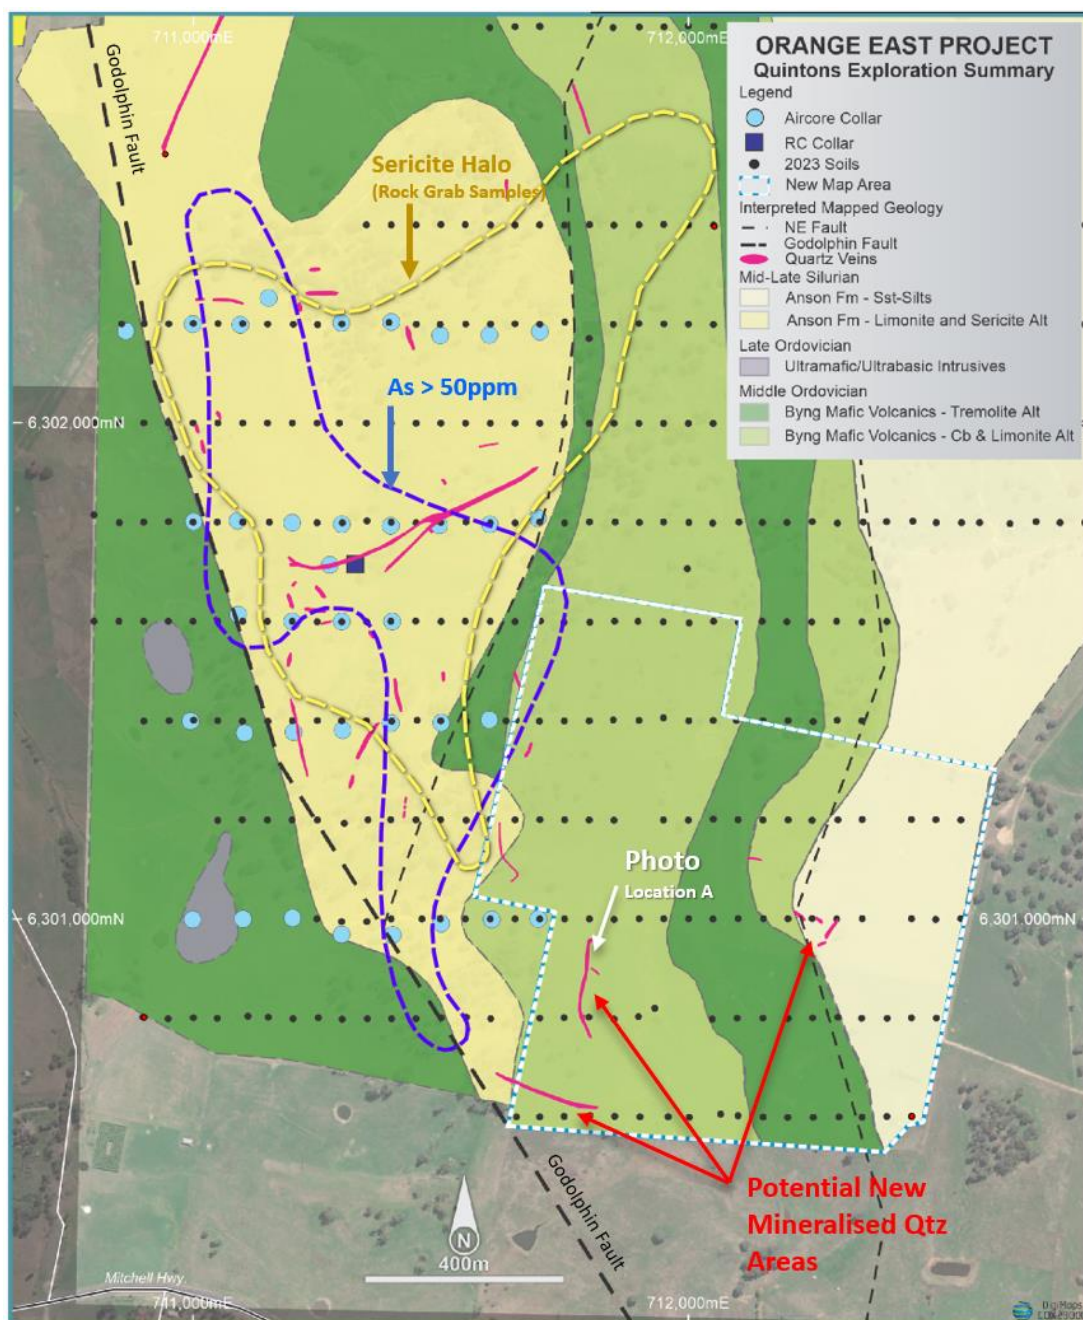 711,000mE
712,000mE
Godolphin Fault
ORANGE EAST PROJECT
Quintons Exploration Summary
Legend
Aircore Collar
RC Collar
2023 Soils
New Map Area
Interpreted Mapped Geology
NE Fault
Godolphin Fault
Quartz Veins
Mid-Late Silurian
Anson Fm - Sst-Silts
Anson Fm - Limonite and Sericite Alt
Late Ordovician
Ultramafic/Ultrabasic Intrusives
Middle Ordovician
Byng Mafic Volcanics - Tremolite Alt
Byng Mafic Volcanics - Cb & Limonite Alt
Sericite Halo
(Rock Grab Samples)
As > 50ppm
6,302,000mN
Photo
Location A
6,301,000mN
6,301,000mN
Godolphin Fault
Potential New
Mineralised Qtz
Areas
N
400m
Mitchell Hwy
711,000mE
712,000mE
DigiMaps